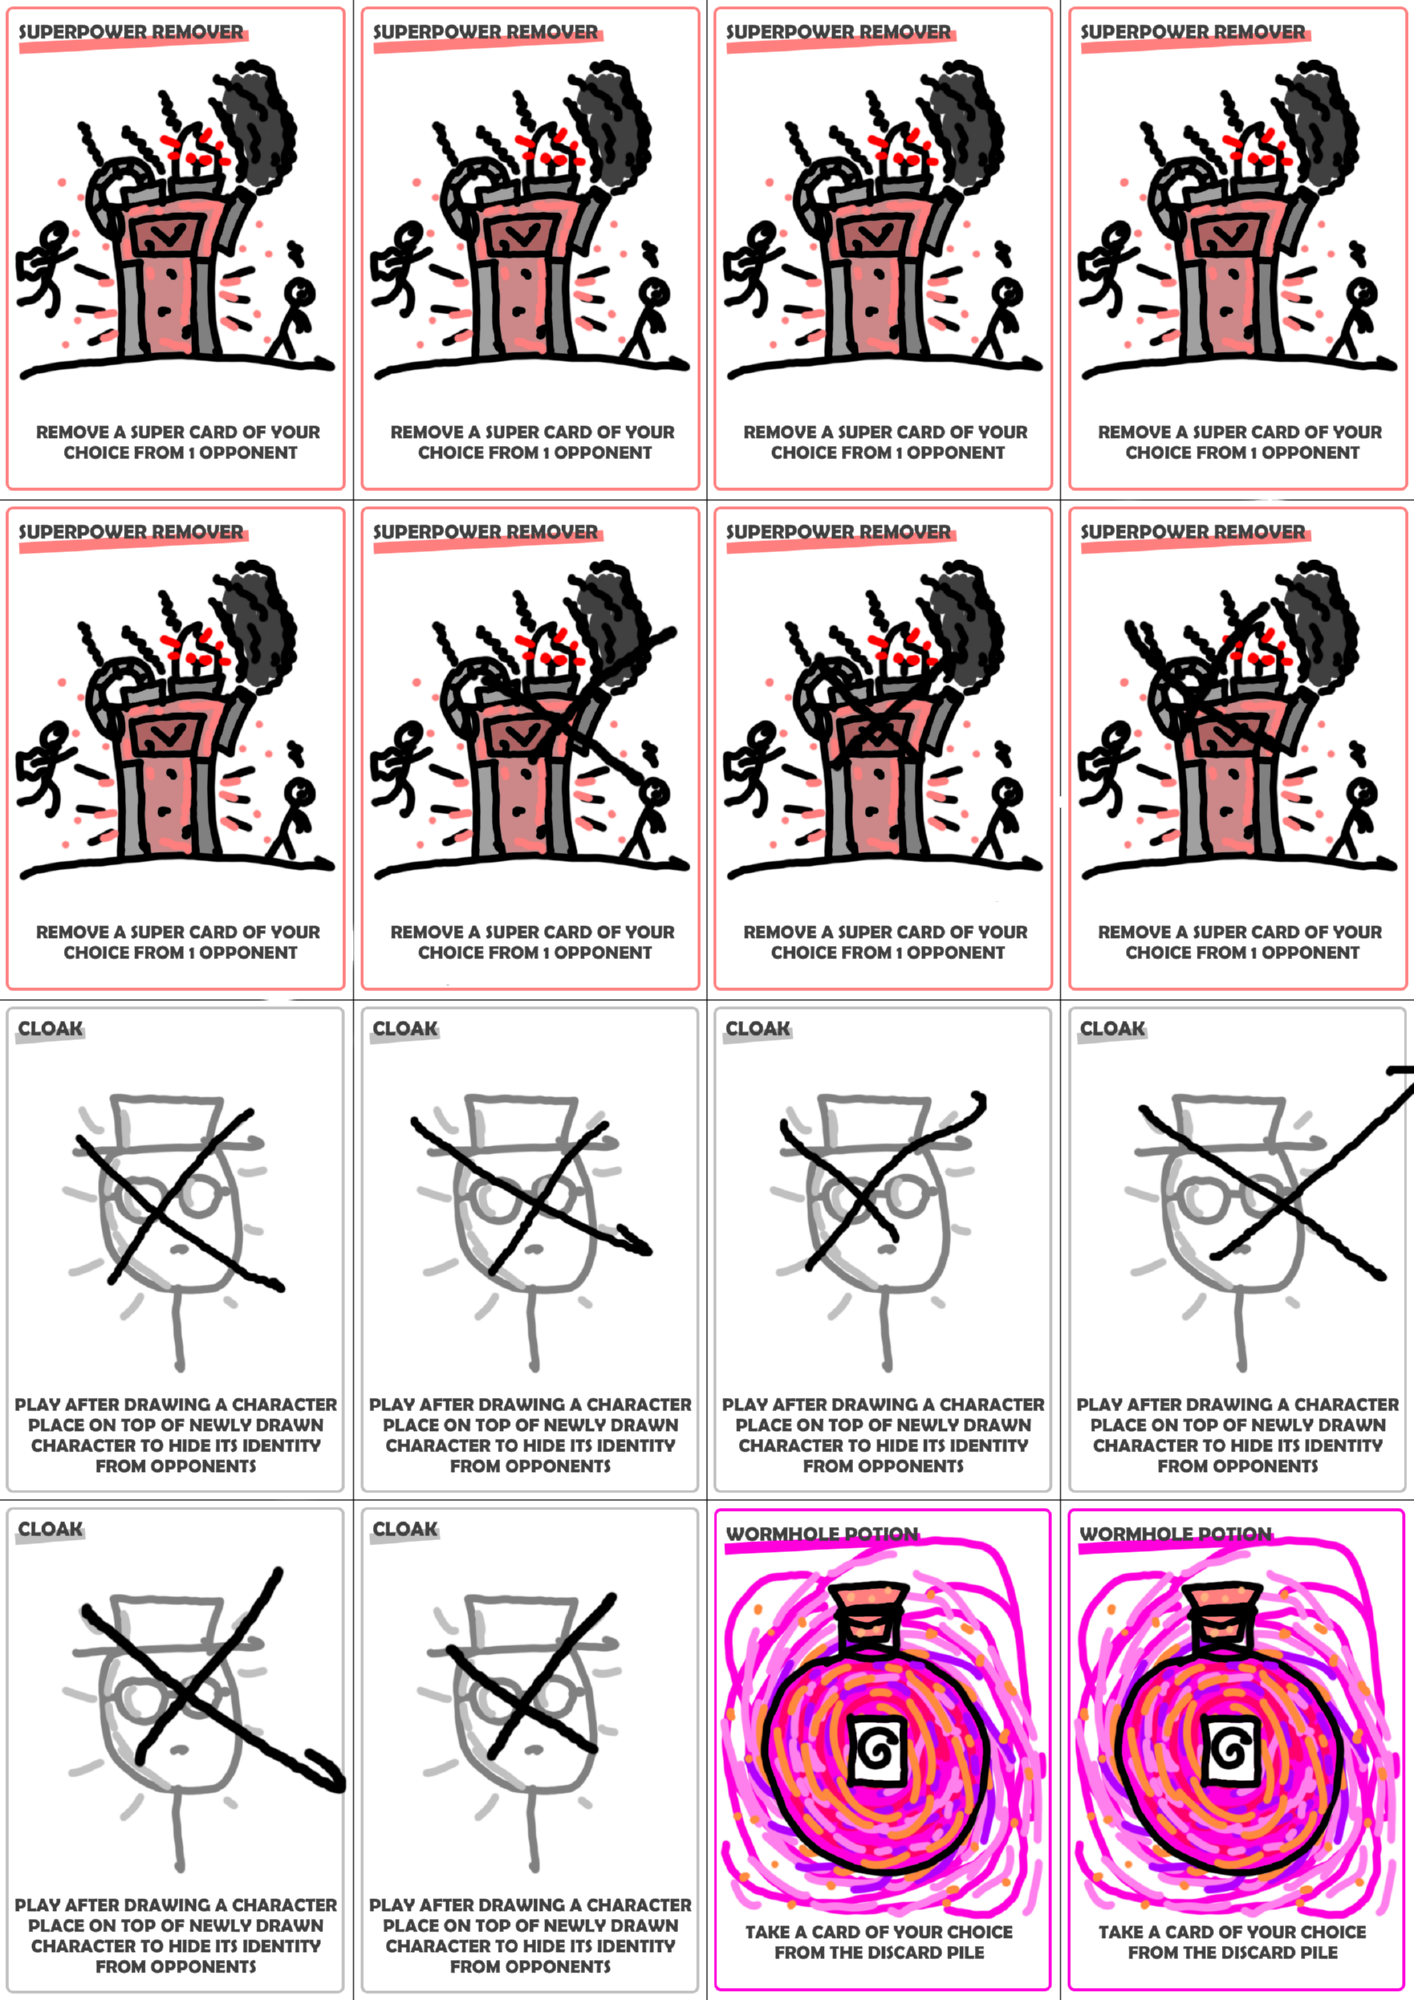 SUPERPOWER REMOVER
REMOVE A SUPER CARD OF YOUR
CHOICE FROM 1 OPPONENT
SUPERPOWER REMOVER
REMOVE A SUPER CARD OF YOUR
CHOICE FROM 1 OPPONENT
SUPERPOWER REMOVER
REMOVE A SUPER CARD OF YOUR
CHOICE FROM 1 OPPONENT
SUPERPOWER REMOVER
REMOVE A SUPER CARD OF YOUR
CHOICE FROM 1 OPPONENT
SUPERPOWER REMOVER
REMOVE A SUPER CARD OF YOUR
CHOICE FROM 1 OPPONENT
SUPERPOWER REMOVER
REMOVE A SUPER CARD OF YOUR
CHOICE FROM 1 OPPONENT
SUPERPOWER REMOVER
REMOVE A SUPER CARD OF YOUR
CHOICE FROM 1 OPPONENT
SUPERPOWER REMOVER
REMOVE A SUPER CARD OF YOUR
CHOICE FROM 1 OPPONENT
CLOAK
PLAY AFTER DRAWING A CHARACTER
PLACE ON TOP OF NEWLY DRAWN
CHARACTER TO HIDE ITS IDENTITY
FROM OPPONENTS
CLOAK
PLAY AFTER DRAWING A CHARACTER
PLACE ON TOP OF NEWLY DRAWN
CHARACTER TO HIDE ITS IDENTITY
FROM OPPONENTS
CLOAK
PLAY AFTER DRAWING A CHARACTER
PLACE ON TOP OF NEWLY DRAWN
CHARACTER TO HIDE ITS IDENTITY
FROM OPPONENTS
CLOAK
PLAY AFTER DRAWING A CHARACTER
PLACE ON TOP OF NEWLY DRAWN
CHARACTER TO HIDE ITS IDENTITY
FROM OPPONENTS
CLOAK
PLAY AFTER DRAWING A CHARACTER
PLACE ON TOP OF NEWLY DRAWN
CHARACTER TO HIDE ITS IDENTITY
FROM OPPONENTS
CLOAK
PLAY AFTER DRAWING A CHARACTER
PLACE ON TOP OF NEWLY DRAWN
CHARACTER TO HIDE ITS IDENTITY
FROM OPPONENTS
WORMHOLE POTION
TAKE A CARD OF YOUR CHOICE
FROM THE DISCARD PILE
WORMHOLE POTION
TAKE A CARD OF YOUR CHOICE
FROM THE DISCARD PILE